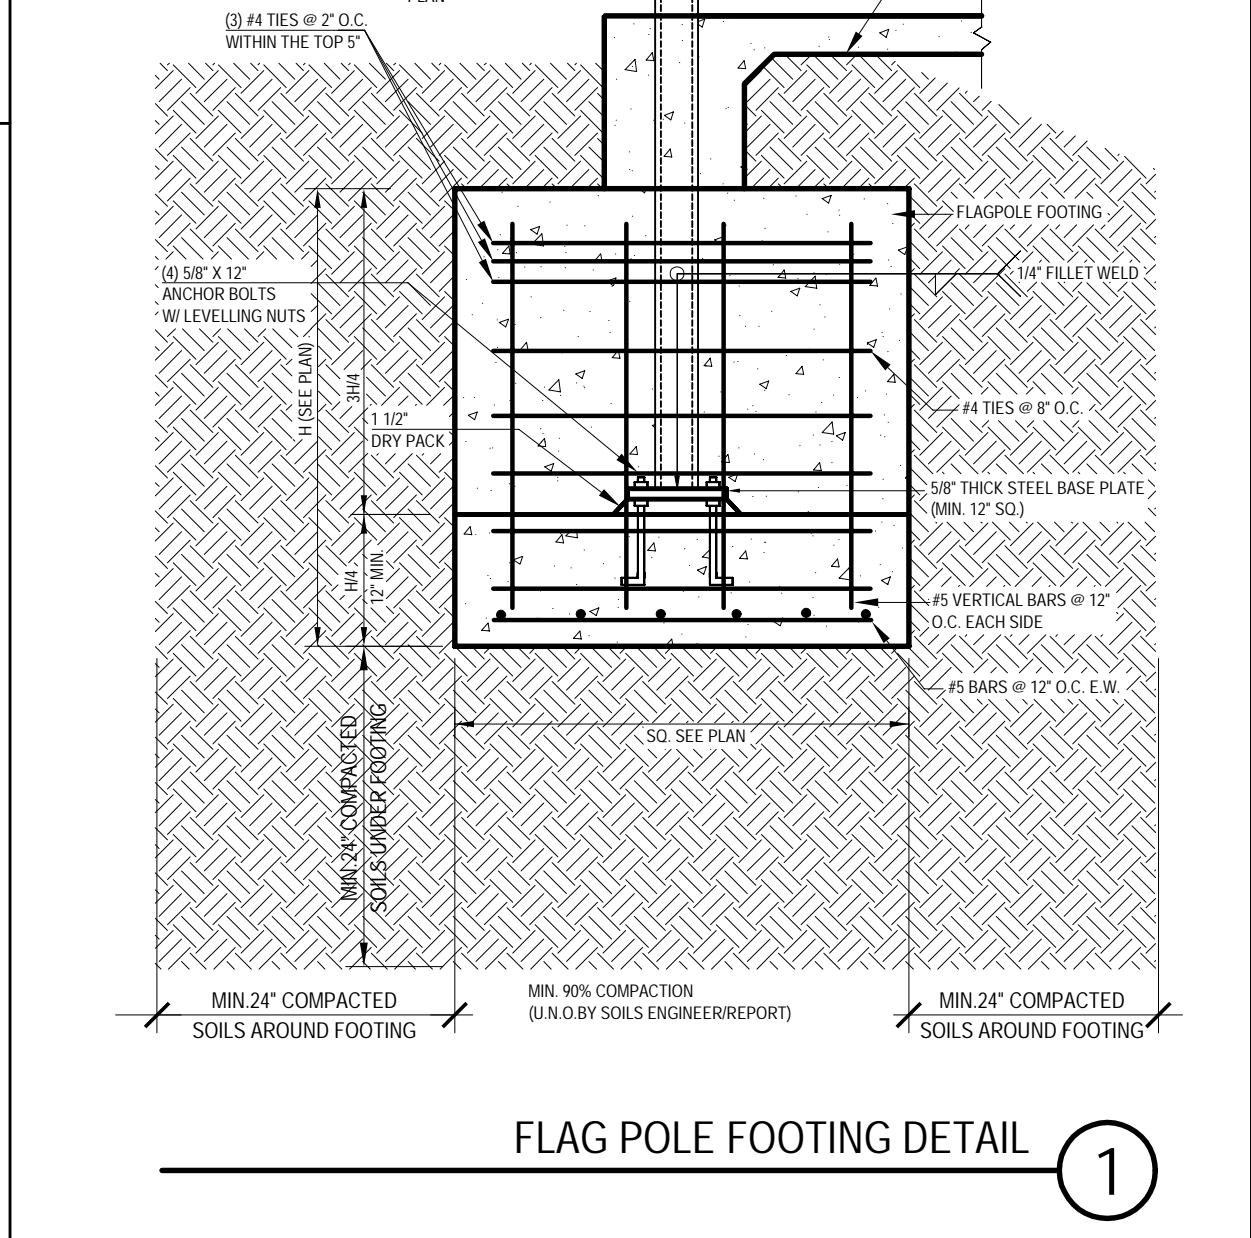 PLAN
(3) #4 TIES @ 2" O.C.
WITHIN THE TOP 5"
FLAGPOLE FOOTING
(4) 5/8" X 12"
ANCHOR BOLTS
W/ LEVELLING NUTS
1/4" FILLET WELD
H (SEE PLAN)
3H/4
#4 TIES @ 8" O.C.
1 1/2"
DRY PACK
5/8" THICK STEEL BASE PLATE
(MIN. 12" SQ.)
H/4
12" MIN.
#5 VERTICAL BARS @ 12"
O.C. EACH SIDE
#5 BARS @ 12" O.C. E.W.
SQ. SEE PLAN
MIN.24" COMPACTED
SOILS UNDER FOOTING
MIN.24" COMPACTED
SOILS AROUND FOOTING
MIN. 90% COMPACTION
(U.N.O.BY SOILS ENGINEER/REPORT)
MIN.24" COMPACTED
SOILS AROUND FOOTING
FLAG POLE FOOTING DETAIL
1